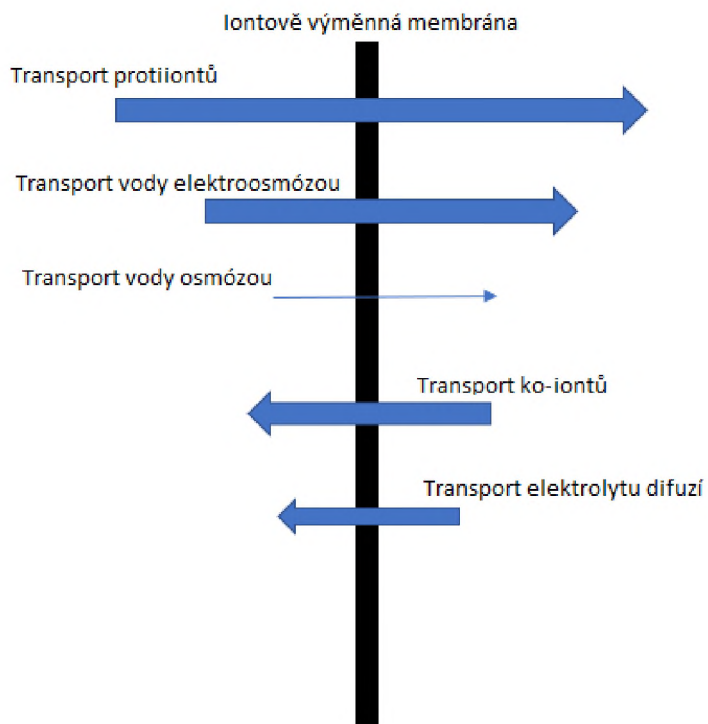 Iontově výměnná membrána
Transport protiiontů
Transport vody elektroosmózou
Transport vody osmózou
Transport ko-iontů
Transport elektrolytu difuzí